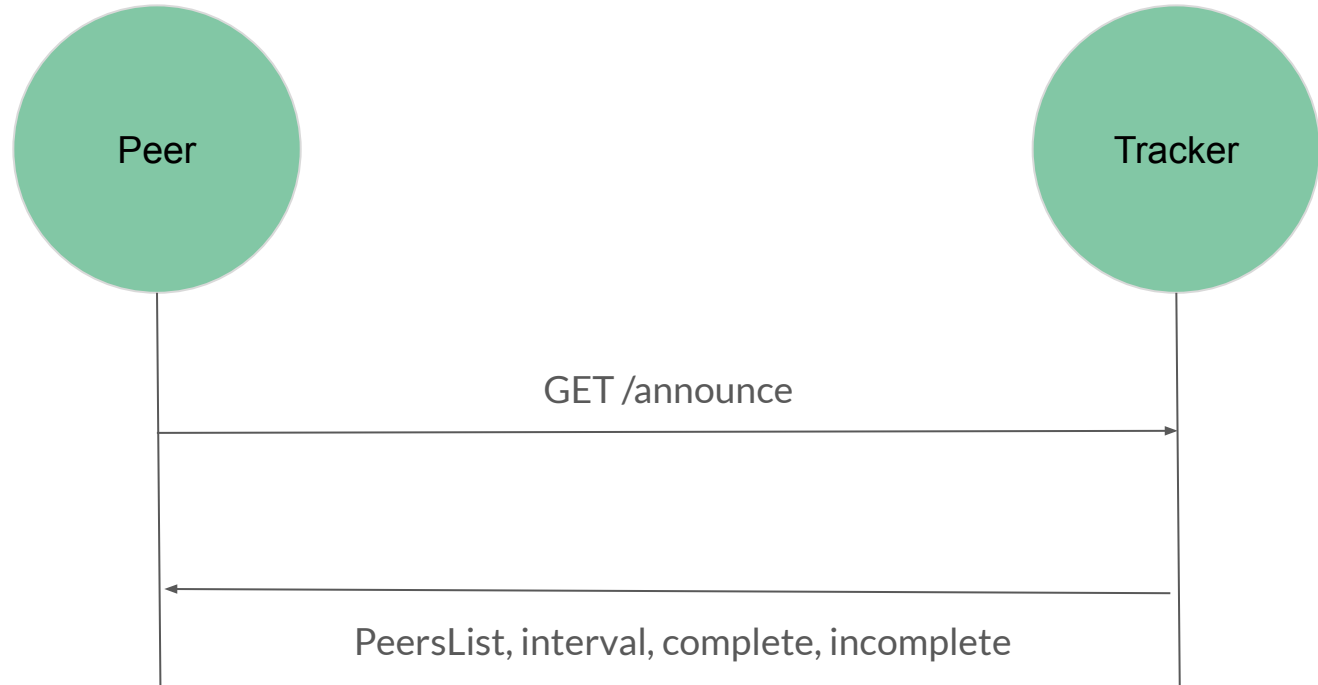 Peer
Tracker
GET /announce
PeersList, interval, complete, incomplete